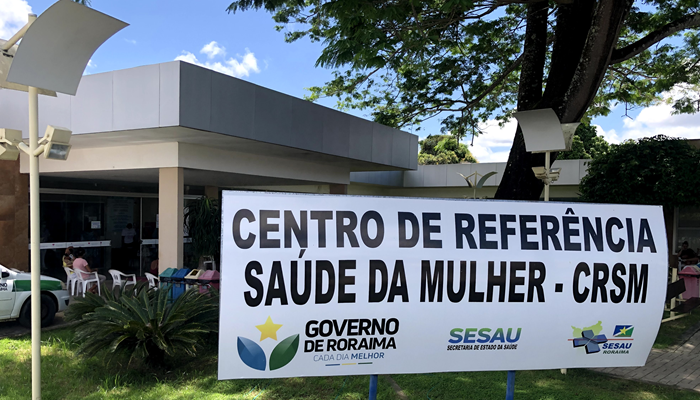 CENTRO DE REFERÊNCIA
SAÚDE DA MULHER - CRSM
GOVERNO
DE RORAIMA
CADA DIA MELHOR
SESAU
SECRETARIA DE ESTADO DA SAÚDE
SESAU
RORAIMA